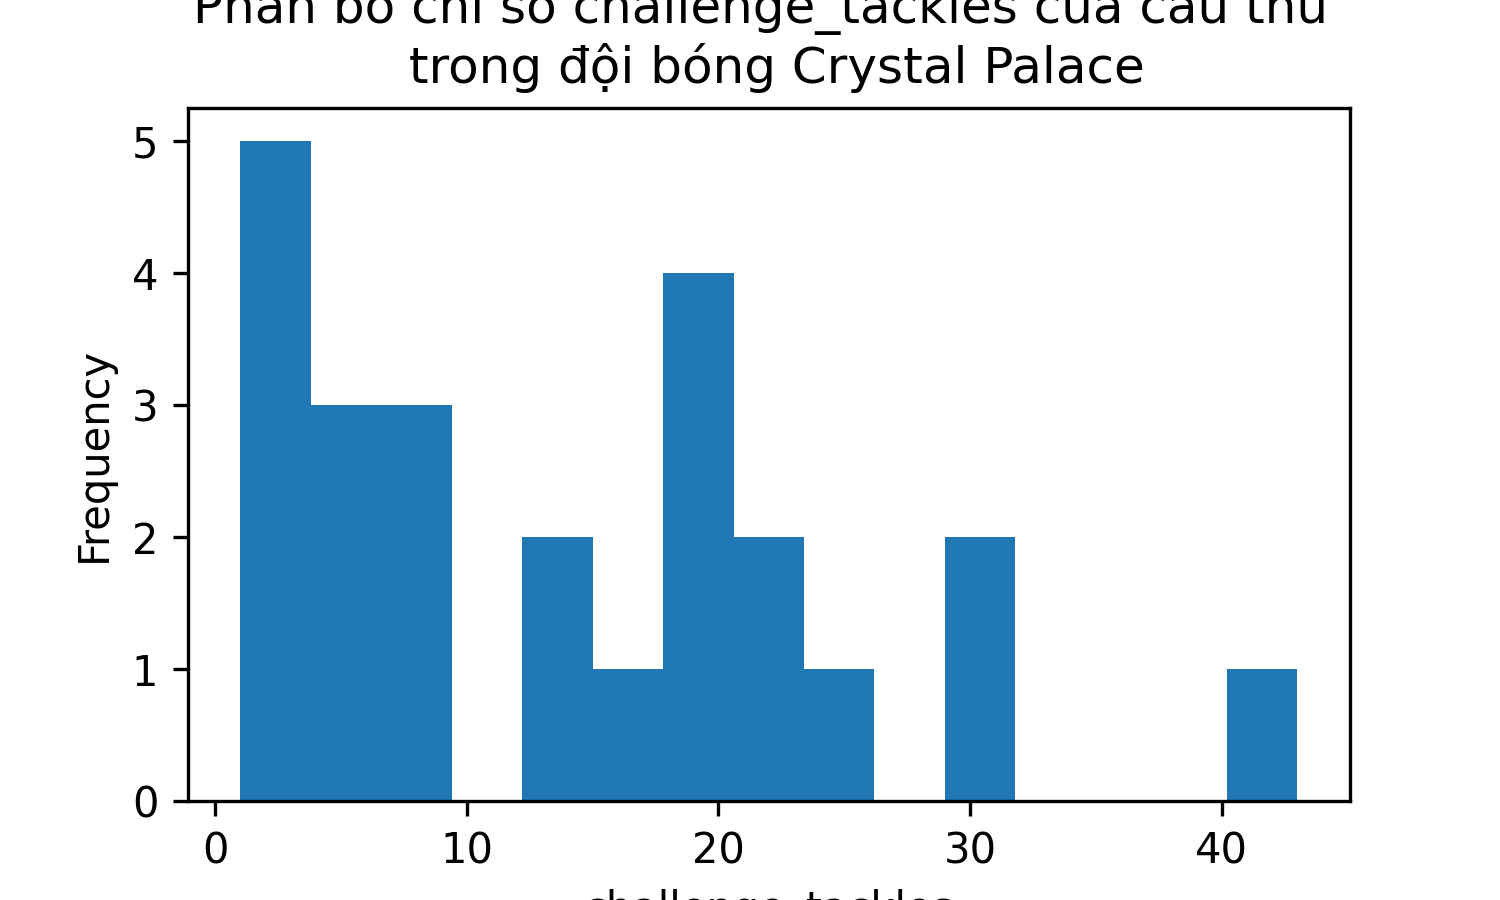 Phân bố chỉ số challenge_tackles của cầu thủ
trong đội bóng Crystal Palace
5
4
3
2
1
0
Frequency
0 10 20 30 40
challenge_tackles